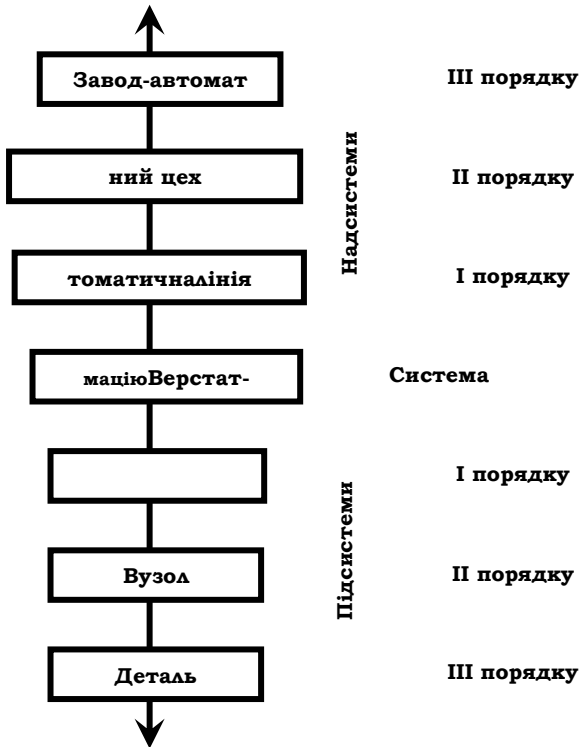 Завод-автомат
III порядку
ний цех
II порядку
Надсистеми
томатичналінія
I порядку
маціюВерстат-
Система
I порядку
Підсистеми
Вузол
II порядку
Деталь
III порядку